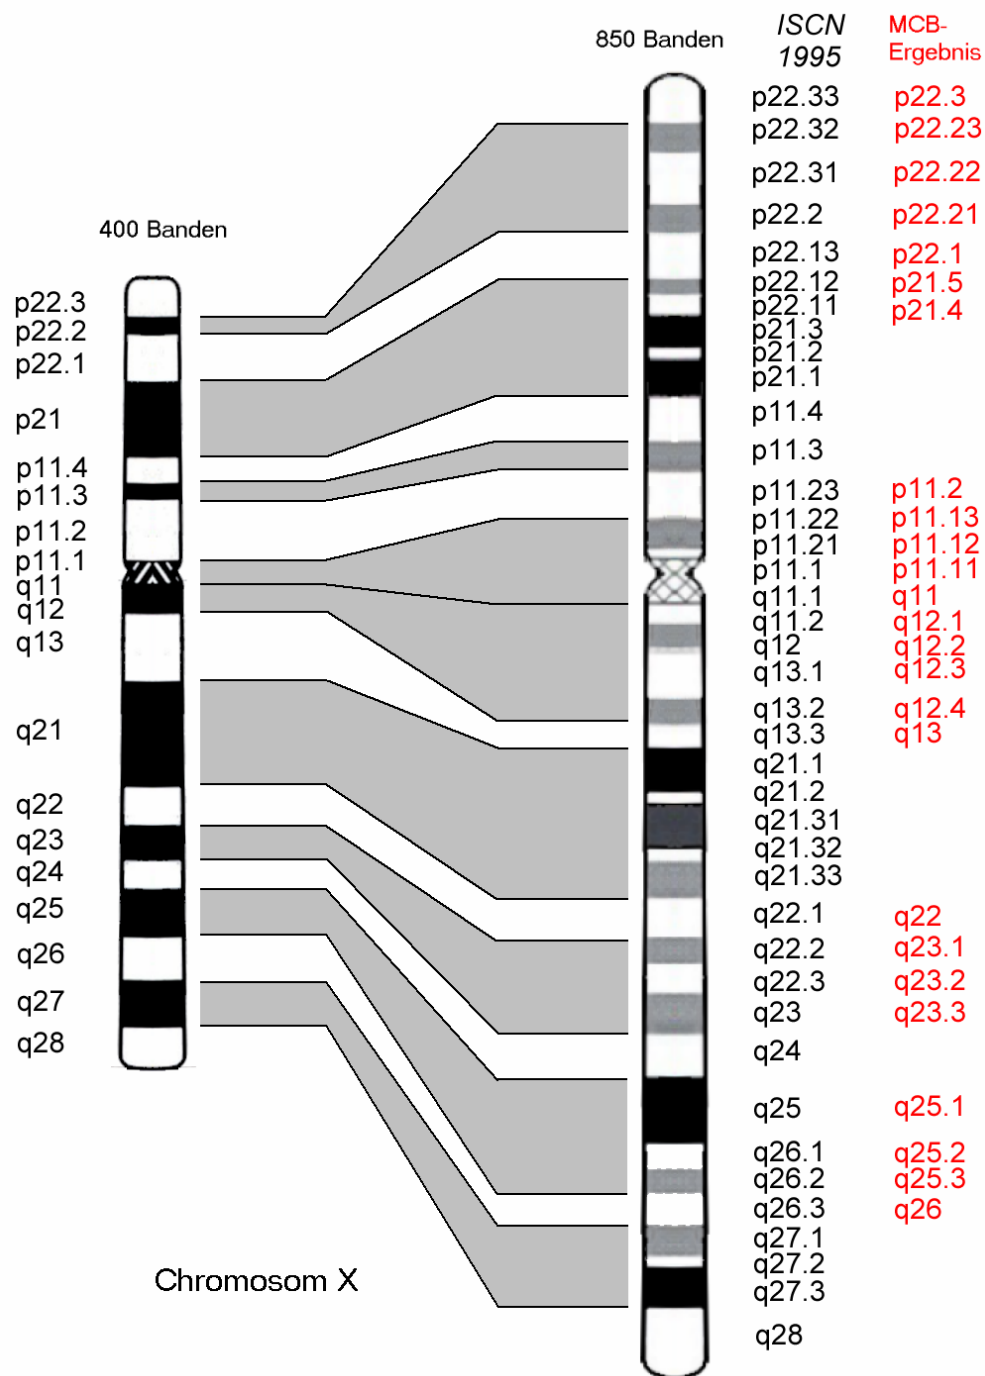 400 Banden
p22.3
p22.2
p22.1
p21
p11.4
p11.3
p11.2
p11.1
q11
q12
q13
q21
q22
q23
q24
q25
q26
q27
q28
Chromosom X
850 Banden
ISCN
1995
MCB-
Ergebnis
p22.33 p22.3
p22.32 p22.23
p22.31 p22.22
p22.2 p22.21
p22.13 p22.1
p22.12 p21.5
p22.11 p21.4
p21.3
p21.2
p21.1
p11.4
p11.3
p11.23 p11.2
p11.22 p11.13
p11.21 p11.12
p11.1 p11.11
q11.1 q11
q11.2 q12.1
q12 q12.2
q13.1 q12.3
q13.2 q12.4
q13.3 q13
q21.1
q21.2
q21.31
q21.32
q21.33
q22.1 q22
q22.2 q23.1
q22.3 q23.2
q23 q23.3
q24
q25 q25.1
q26.1 q25.2
q26.2 q25.3
q26.3 q26
q27.1
q27.2
q27.3
q28